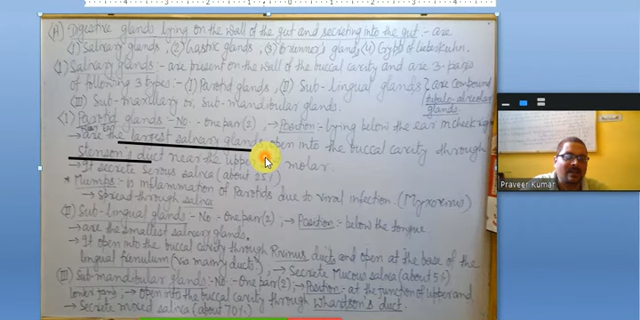 (A) Digestive glands lying on the wall of the gut and secreting into the gut - are
(1) Salivary glands, (2) Gastric glands, (3) Brunner's glands, (4) Crypts of Lieberkuhn.
(1) Salivary glands - are present on the wall of the buccal cavity and are 3-pairs
of following 3 types - (I) Parotid glands, (II) Sub-lingual glands } are compound
(III) Sub-maxillary or Sub-mandibular glands. tubulo-alveolar
glands
(I) Parotid glands - No - one pair (2), → Position - lying below the ear in cheek
→ are the largest salivary glands open into the buccal cavity through
Stenson's duct near the upper molar.
→ It secrete Serous saliva (about 25%)
* Mumps - is inflammation of Parotids due to viral infection. (Myxovirus)
→ Spread through saliva
(II) Sub-lingual glands - No - one pair (2), → Position - below the tongue
→ are the smallest salivary glands.
→ It open into the buccal cavity through Rivinus ducts and open at the base of the
lingual frenulum (via many ducts), → Secrete Mucous saliva (about 5%)
(III) Sub-mandibular glands - No - one pair (2), → Position - at the junction of upper and
lower jaws, → open into the buccal cavity through Wharton's duct.
→ Secrete mixed saliva (about 70%).
Praveen Kumar